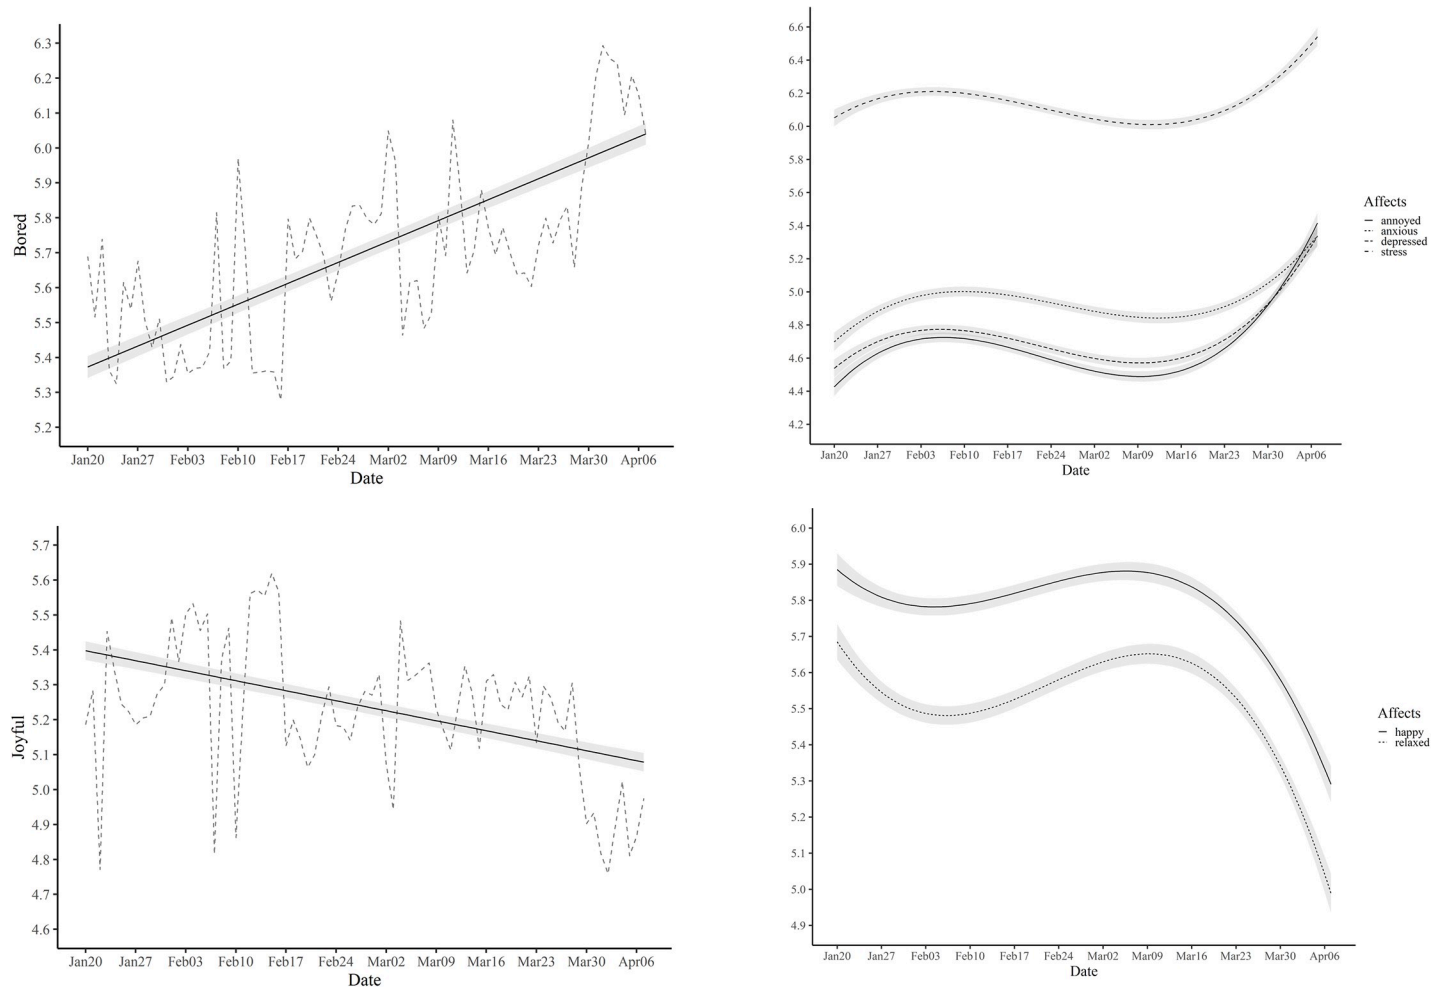 6.3
6.2
6.1
6.0
5.9
5.8
5.7
5.6
5.5
5.4
5.3
5.2
Bored
Jan20 Jan27 Feb03 Feb10 Feb17 Feb24 Mar02 Mar09 Mar16 Mar23 Mar30 Apr06
Date
6.6
6.4
6.2
6.0
5.8
5.6
5.4
5.2
5.0
4.8
4.6
4.4
4.2
Jan20 Jan27 Feb03 Feb10 Feb17 Feb24 Mar02 Mar09 Mar16 Mar23 Mar30 Apr06
Date
Affects
annoyed
anxious
depressed
stress
5.7
5.6
5.5
5.4
5.3
5.2
5.1
5.0
4.9
4.8
4.7
4.6
Joyful
Jan20 Jan27 Feb03 Feb10 Feb17 Feb24 Mar02 Mar09 Mar16 Mar23 Mar30 Apr06
Date
6.0
5.9
5.8
5.7
5.6
5.5
5.4
5.3
5.2
5.1
5.0
4.9
Jan20 Jan27 Feb03 Feb10 Feb17 Feb24 Mar02 Mar09 Mar16 Mar23 Mar30 Apr06
Date
Affects
happy
relaxed